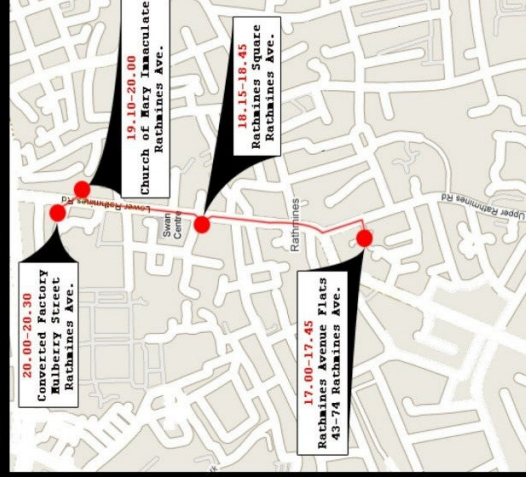 19.10-20.00
Church of Mary Immaculate
Rathmines Ave.
18.15-18.45
Rathmines Square
Rathmines Ave.
20.00-20.30
Converted Factory
Mulberry Street
Rathmines Ave.
17.00-17.45
Rathmines Avenue Flats
43-74 Rathmines Ave.
Lower Rathmines Rd
Swan
Centre
Rathmines
Upper Rathmines Rd